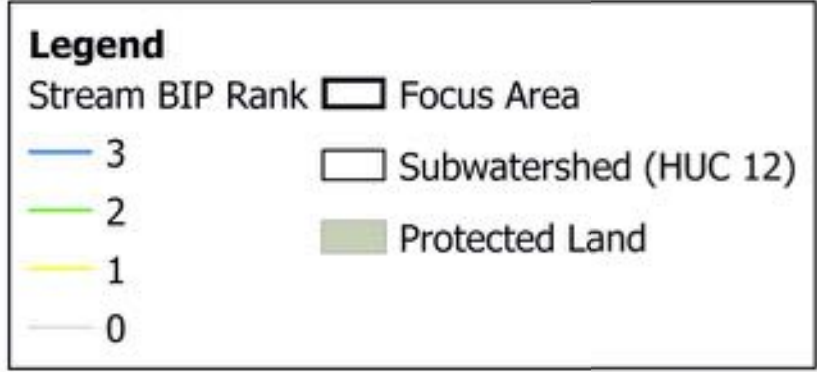 Legend
Stream BIP Rank
3
2
1
0
Focus Area
Subwatershed (HUC 12)
Protected Land